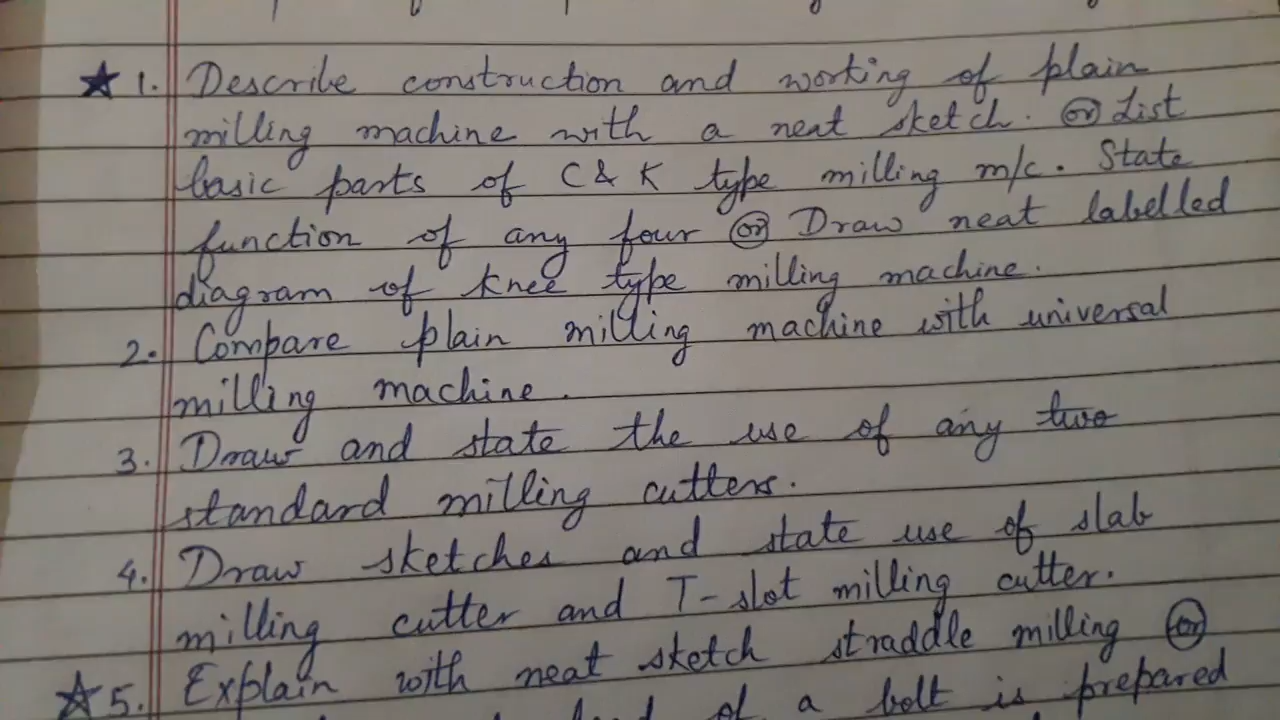 ★ 1. Describe construction and working of plain
milling machine with a neat sketch. (or) List
basic parts of C & K type milling m/c. State
function of any four (or) Draw neat labelled
diagram of knee type milling machine.
2. Compare plain milling machine with universal
milling machine.
3. Draw and state the use of any two
standard milling cutters.
4. Draw sketches and state use of slab
milling cutter and T-slot milling cutter.
★ 5. Explain with neat sketch straddle milling (or)
of a bolt is prepared